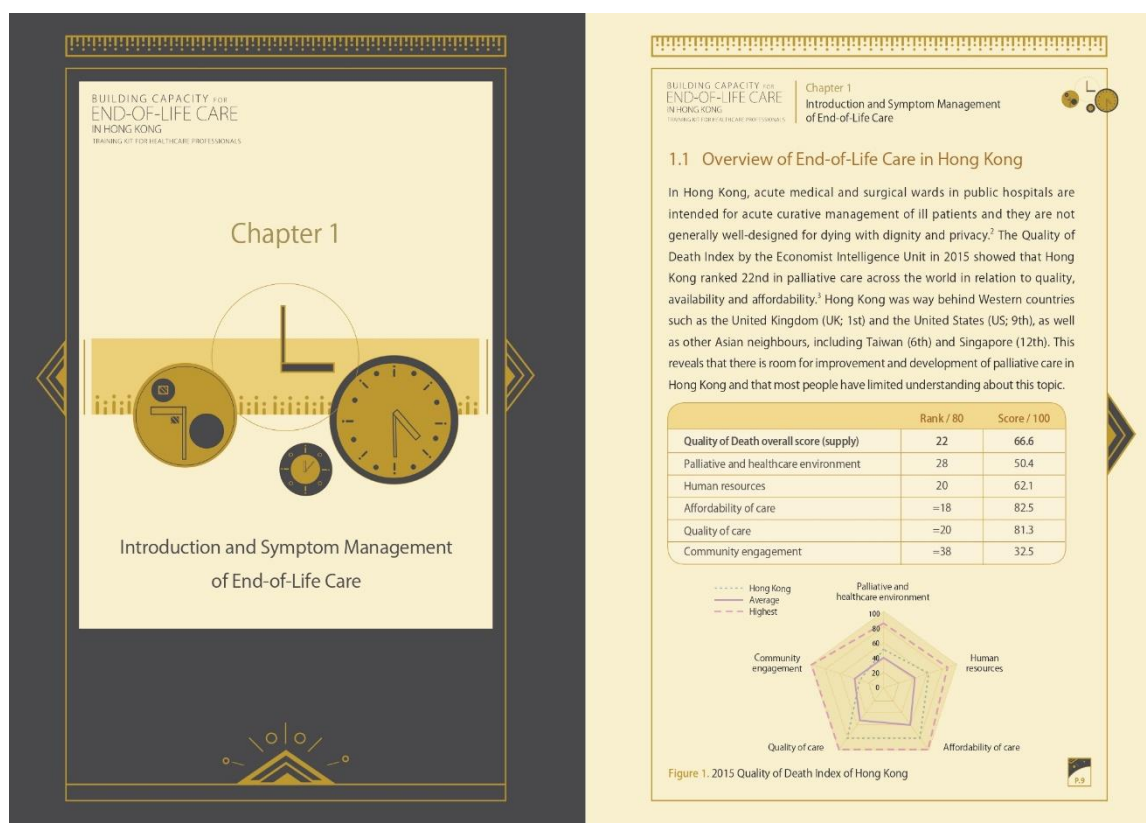 BUILDING CAPACITY FOR
END-OF-LIFE CARE
IN HONG KONG
TRAINING KIT FOR HEALTHCARE PROFESSIONALS
Chapter 1
Introduction and Symptom Management
of End-of-Life Care
BUILDING CAPACITY FOR
END-OF-LIFE CARE
IN HONG KONG
TRAINING KIT FOR HEALTHCARE PROFESSIONALS
Chapter 1
Introduction and Symptom Management
of End-of-Life Care
1.1 Overview of End-of-Life Care in Hong Kong
In Hong Kong, acute medical and surgical wards in public hospitals are
intended for acute curative management of ill patients and they are not
generally well-designed for dying with dignity and privacy.² The Quality of
Death Index by the Economist Intelligence Unit in 2015 showed that Hong
Kong ranked 22nd in palliative care across the world in relation to quality,
availability and affordability.³ Hong Kong was way behind Western countries
such as the United Kingdom (UK; 1st) and the United States (US; 9th), as well
as other Asian neighbours, including Taiwan (6th) and Singapore (12th). This
reveals that there is room for improvement and development of palliative care in
Hong Kong and that most people have limited understanding about this topic.
Rank / 80 Score / 100
Quality of Death overall score (supply) 22 66.6
Palliative and healthcare environment 28 50.4
Human resources 20 62.1
Affordability of care =18 82.5
Quality of care =20 81.3
Community engagement =38 32.5
Hong Kong
Average
Highest
Palliative and
healthcare environment
100
80
60
40
20
0
Community
engagement
Human
resources
Quality of care
Affordability of care
Figure 1. 2015 Quality of Death Index of Hong Kong
P.9